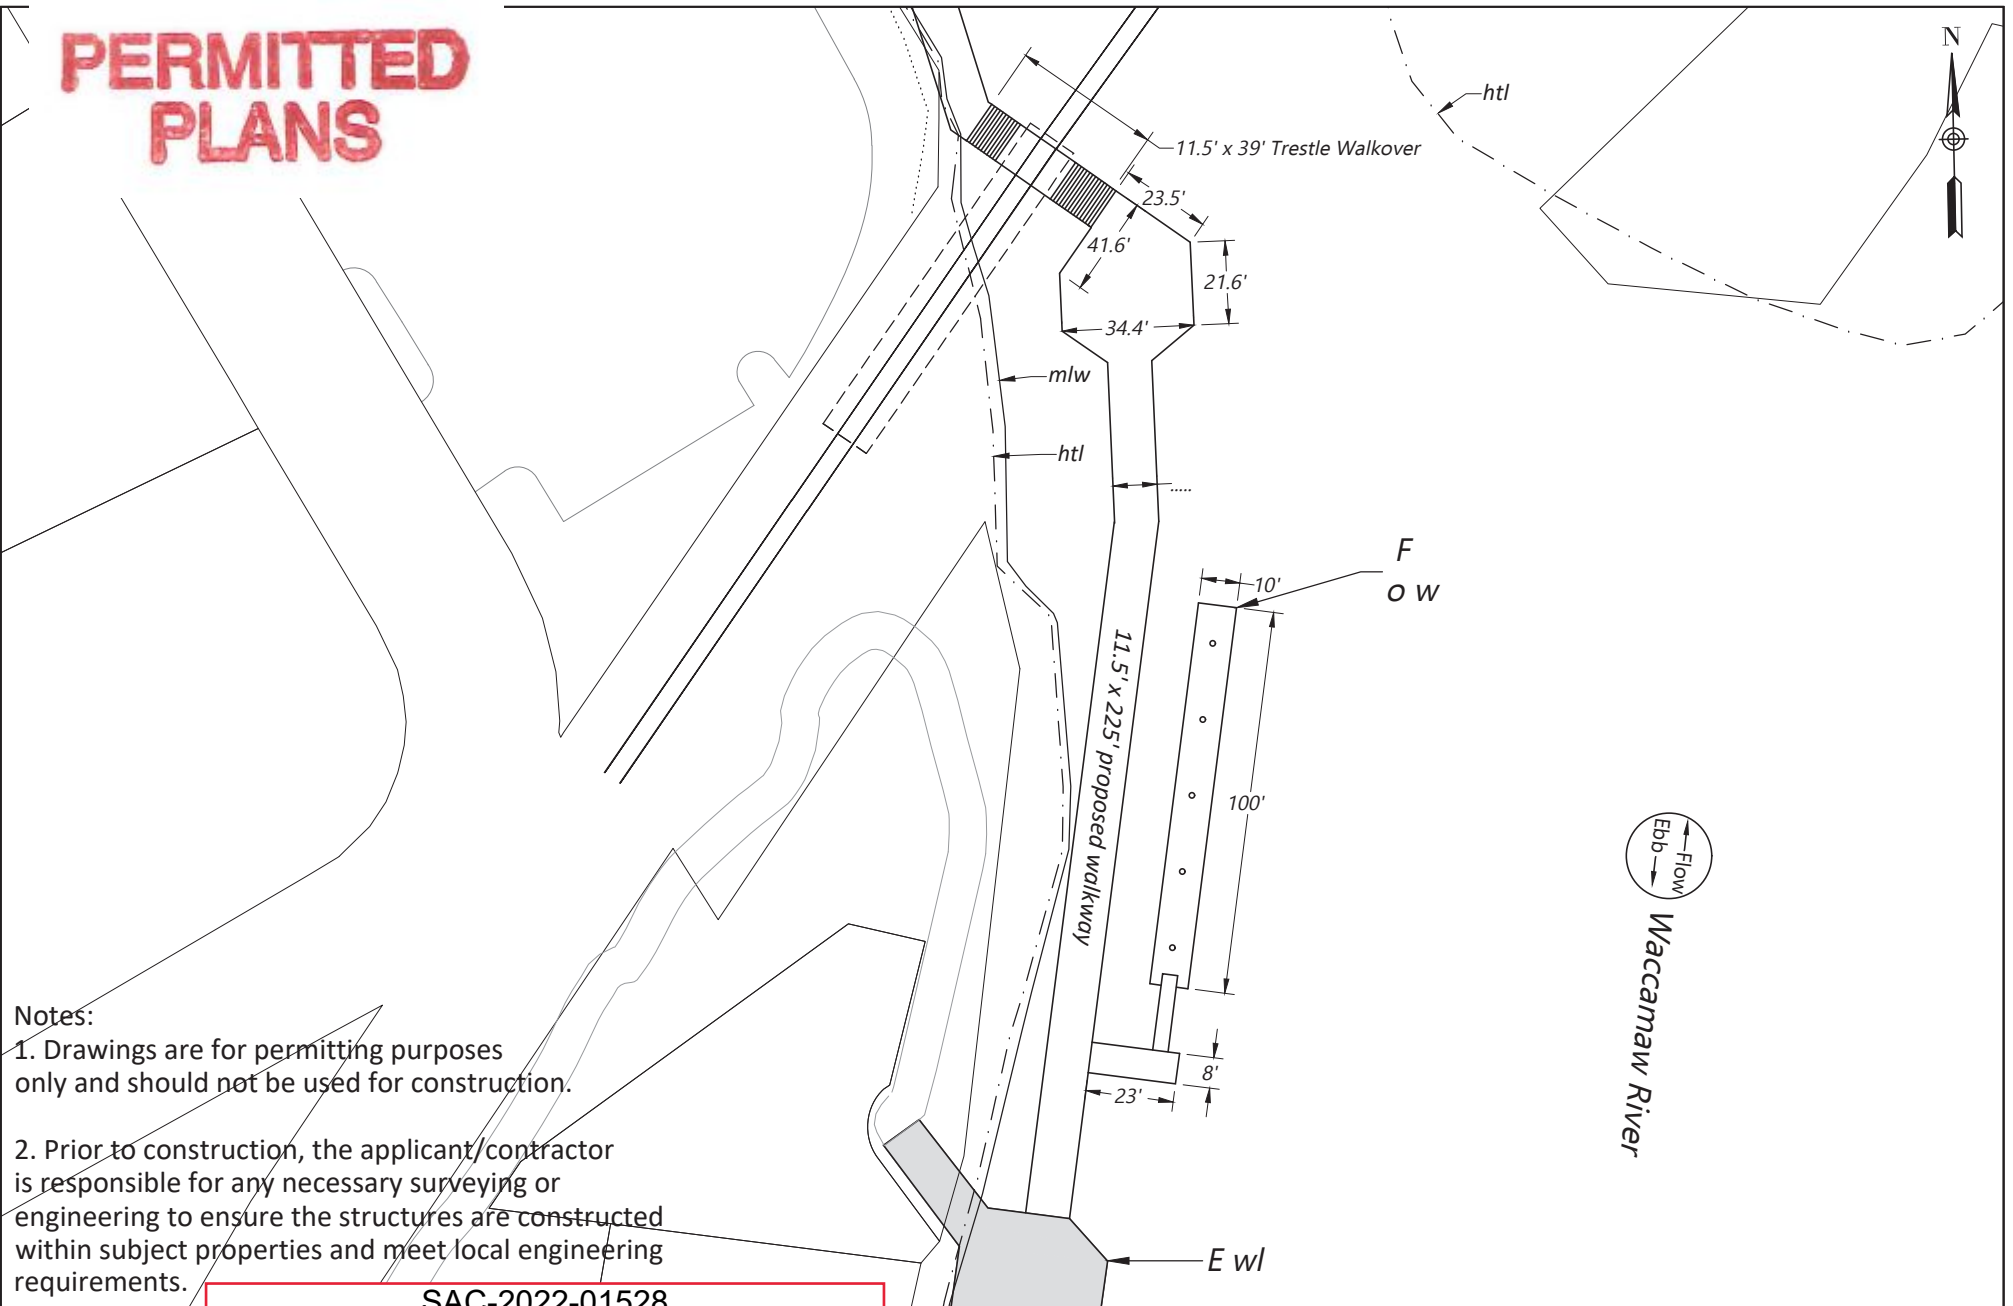 PERMITTED
PLANS
N
htl
11.5' x 39' Trestle Walkover
23.5'
41.6'
21.6'
34.4'
mlw
htl
.....
F
o w
10'
11.5' x 225' proposed walkway
100'
Flow
Ebb
Waccamaw River
8'
23'
E wl
Notes:
1. Drawings are for permitting purposes
only and should not be used for construction.
2. Prior to construction, the applicant/contractor
is responsible for any necessary surveying or
engineering to ensure the structures are constructed
within subject properties and meet local engineering
requirements.
SAC-2022-01528